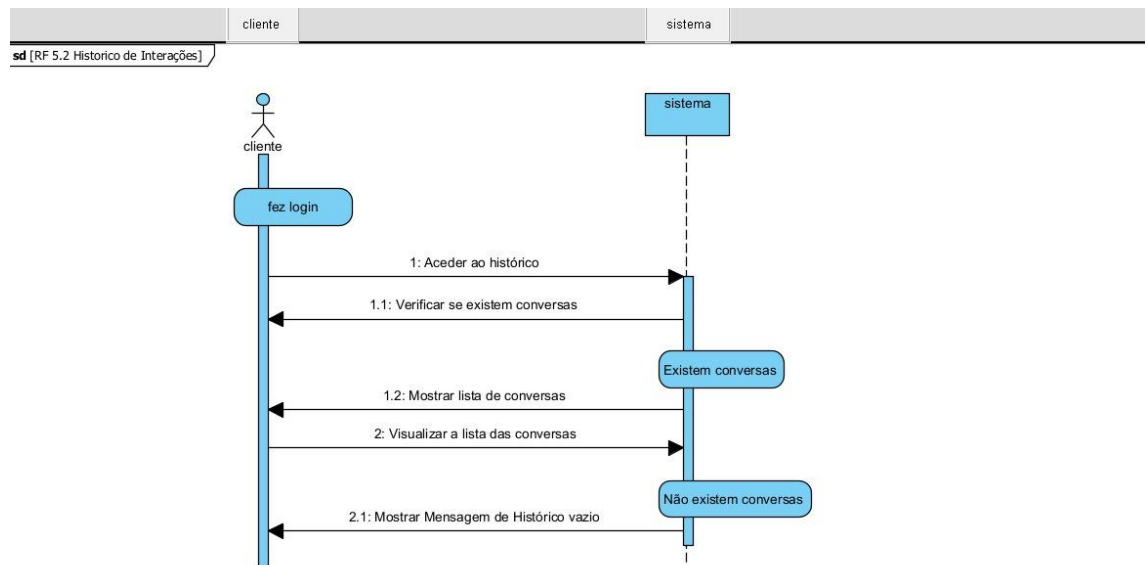 cliente
sistema
sd [RF 5.2 Historico de Interações]
sistema
cliente
fez login
1: Aceder ao histórico
1.1: Verificar se existem conversas
Existem conversas
1.2: Mostrar lista de conversas
2: Visualizar a lista das conversas
Não existem conversas
2.1: Mostrar Mensagem de Histórico vazio